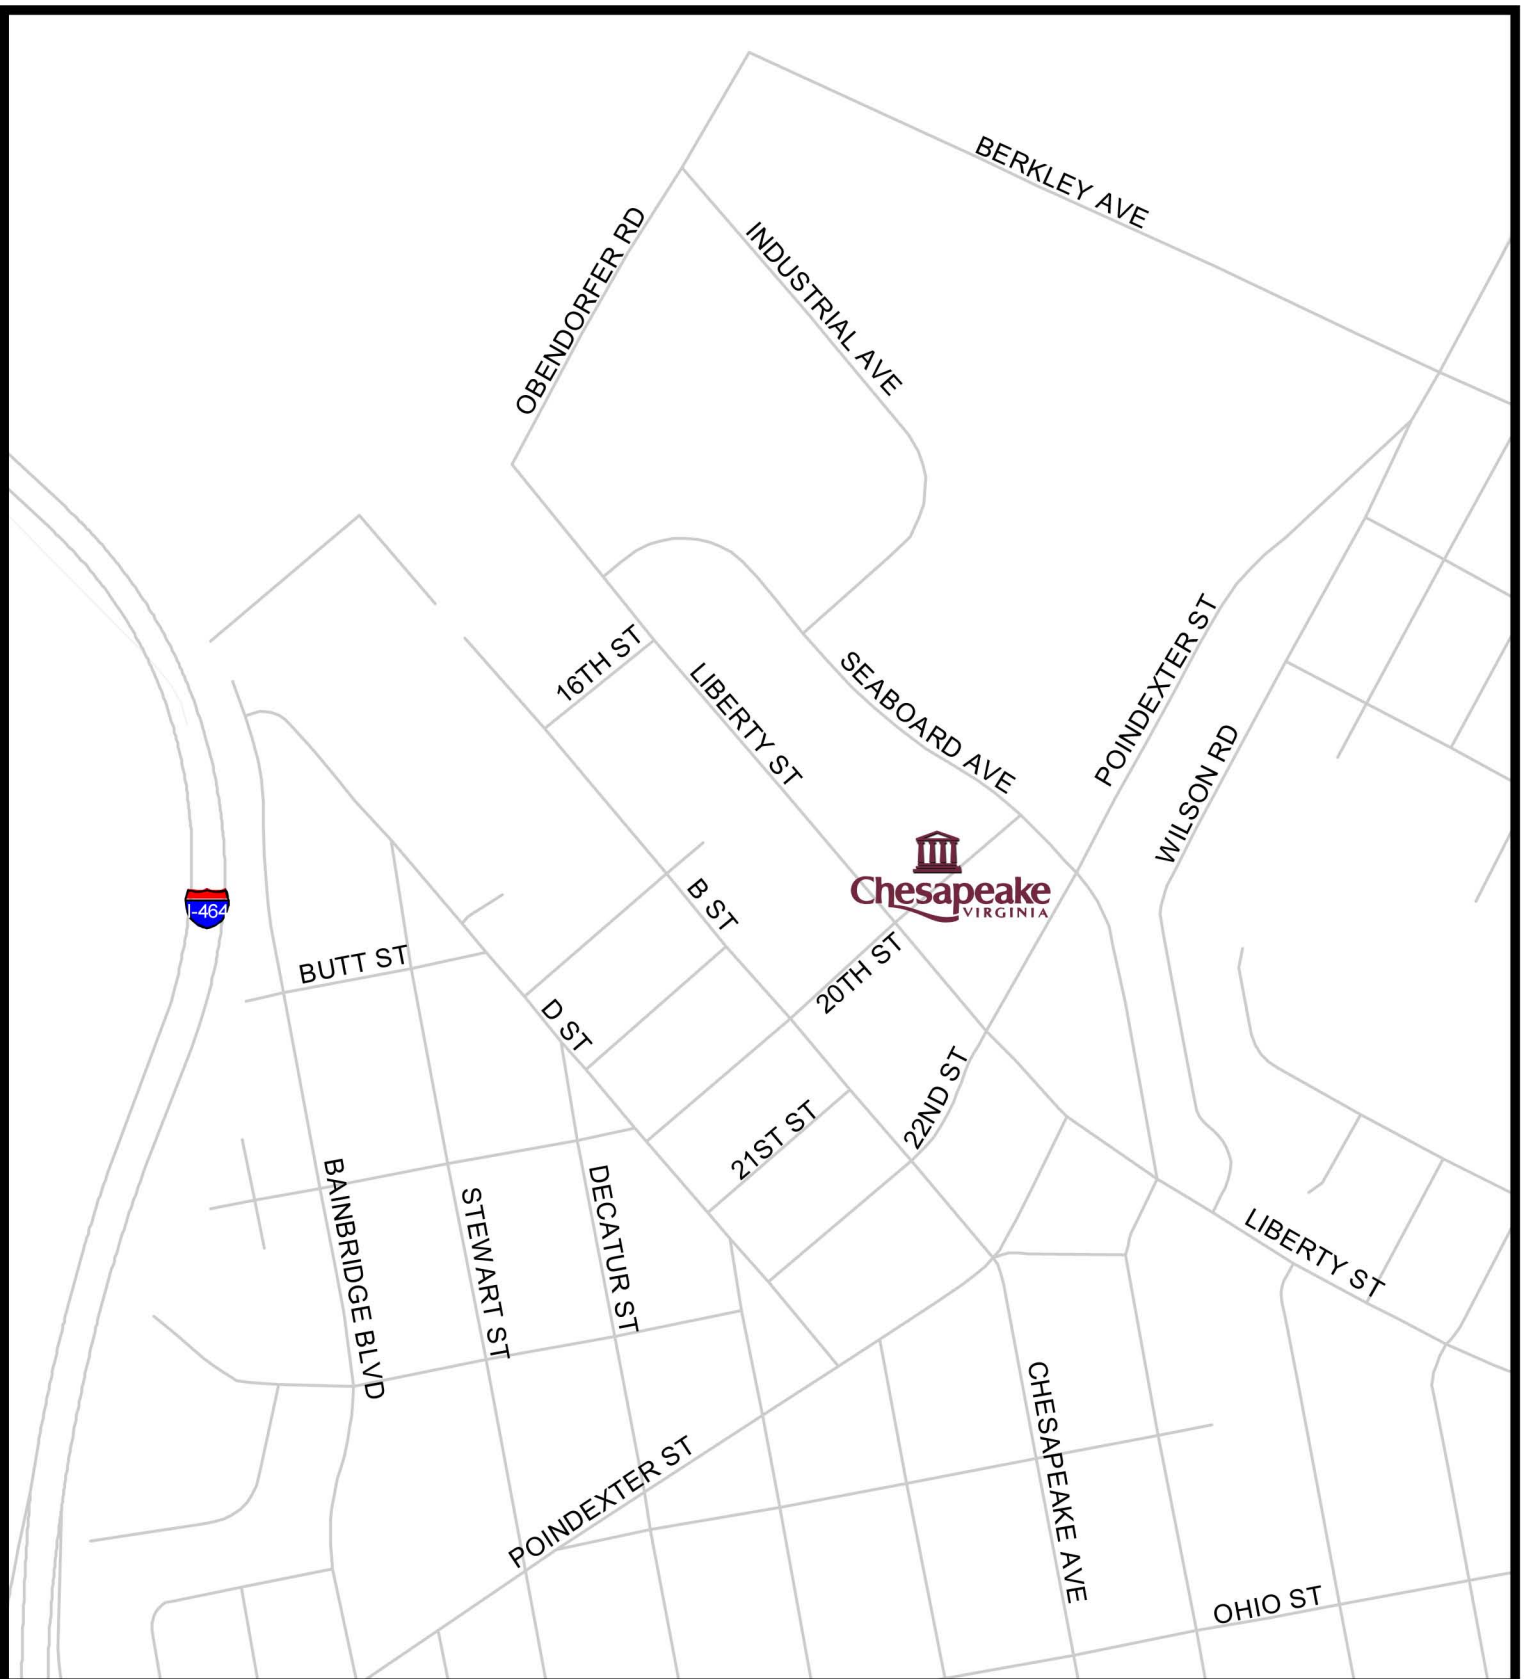 BERKLEY AVE
OBENDORFER RD
INDUSTRIAL AVE
16TH ST
LIBERTY ST
SEABOARD AVE
POINDEXTER ST
WILSON RD
Chesapeake
VIRGINIA
I-464
B ST
20TH ST
BUTT ST
D ST
22ND ST
21ST ST
BAINBRIDGE BLVD
STEWART ST
DECATUR ST
LIBERTY ST
CHESAPEAKE AVE
POINDEXTER ST
OHIO ST